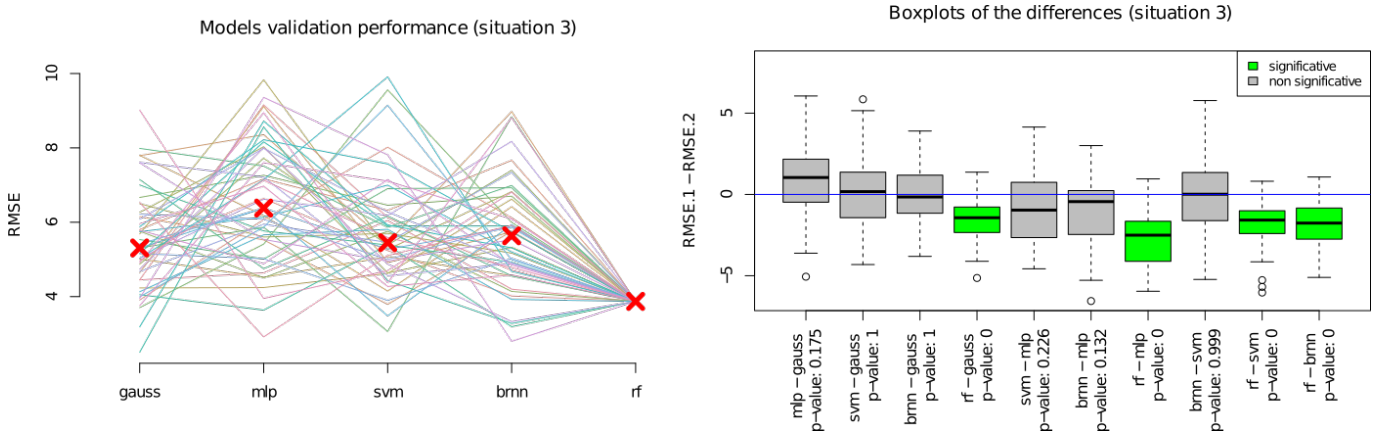 Models validation performance (situation 3)
RMSE
10
8
6
4
gauss
mlp
svm
brnn
rf
Boxplots of the differences (situation 3)
RMSE.1 −RMSE.2
5
0
−5
significative
non significative
mlp −gauss
p−value: 0.175
svm −gauss
p−value: 1
brnn −gauss
p−value: 1
rf −gauss
p−value: 0
svm −mlp
p−value: 0.226
brnn −mlp
p−value: 0.132
rf −mlp
p−value: 0
brnn −svm
p−value: 0.999
rf −svm
p−value: 0
rf −brnn
p−value: 0